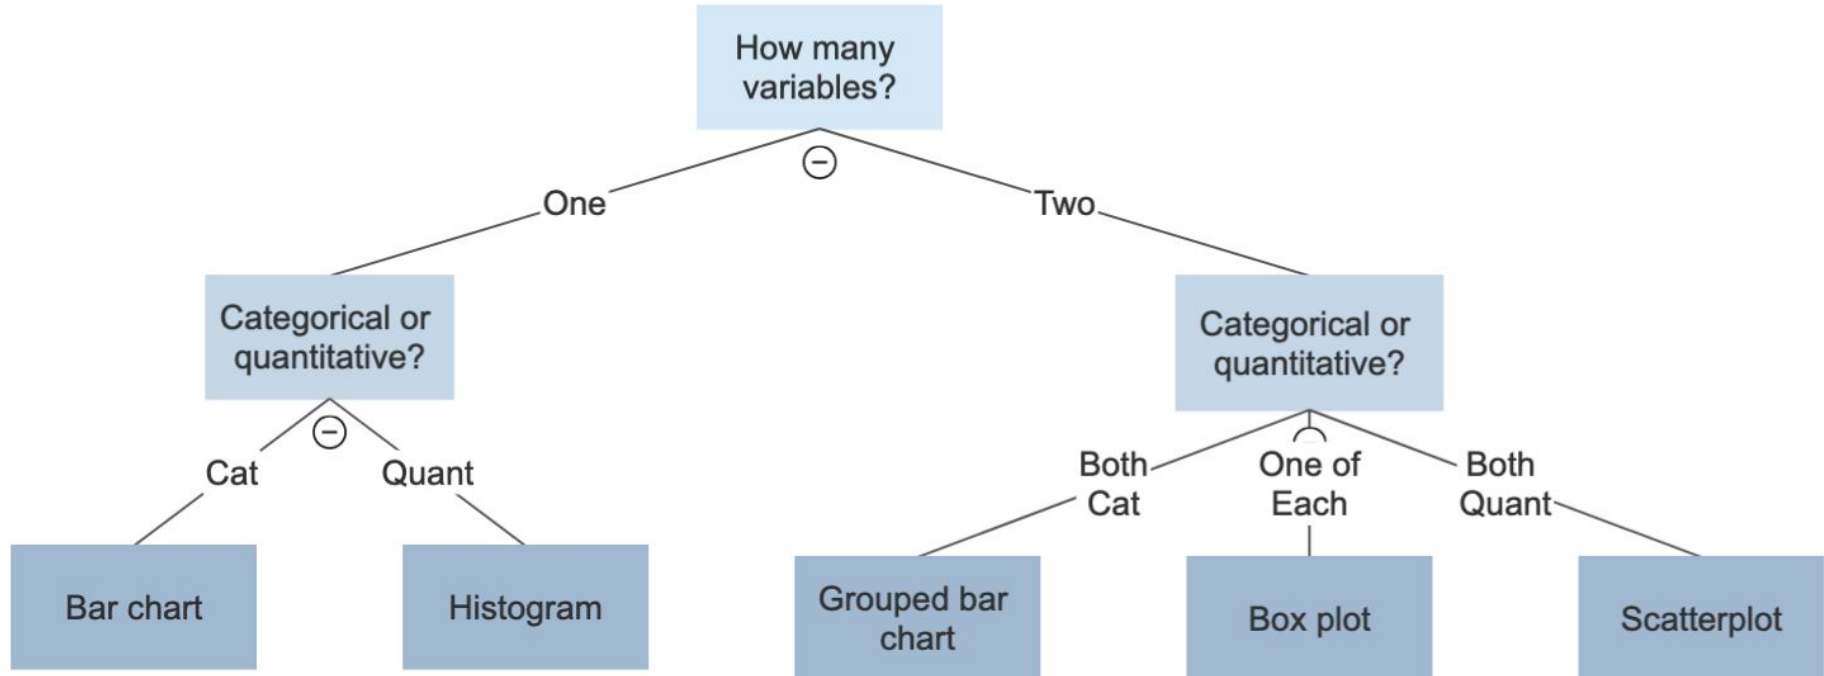 How many
variables?
One
Two
Categorical or
quantitative?
Categorical or
quantitative?
Cat
Quant
Both
Cat
One of
Each
Both
Quant
Bar chart
Histogram
Grouped bar
chart
Box plot
Scatterplot